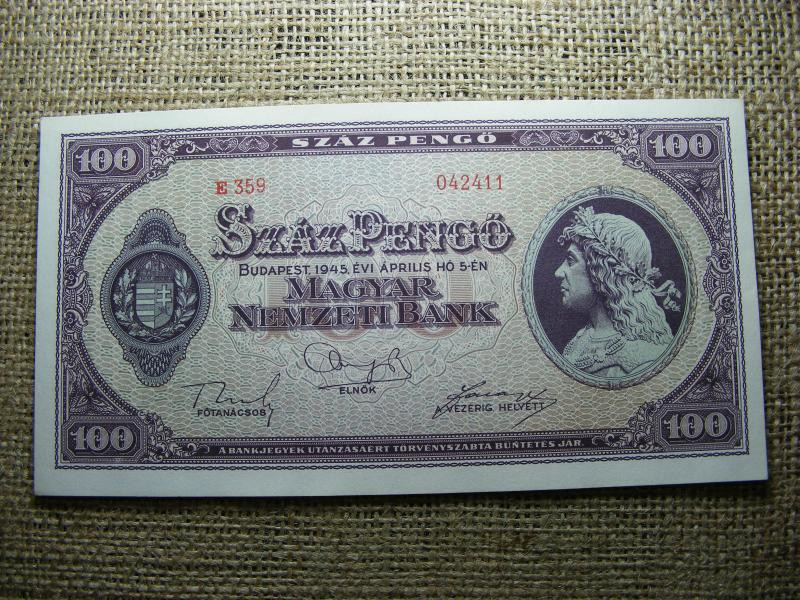 SZÁZ PENGŐ
100 100
E 359 042411
SZÁZ PENGŐ
BUDAPEST, 1945. ÉVI ÁPRILIS HÓ 5-ÉN
MAGYAR
NEMZETI BANK
FŐTANÁCSOS
ELNÖK
A VEZÉRIG. HELYETT
100 100
A BANKJEGYEK UTÁNZÁSÁÉRT TÖRVÉNYSZABTA BÜNTETÉS JÁR.